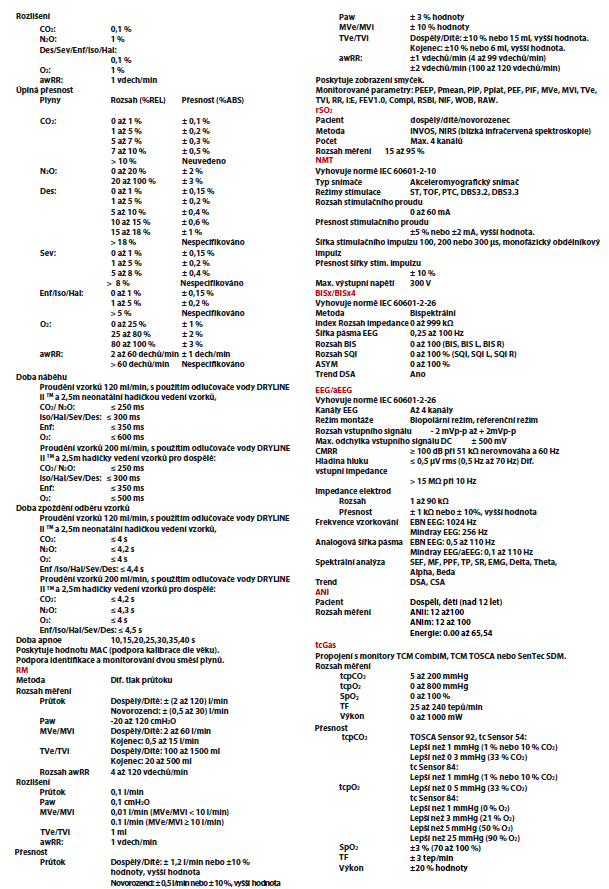 Rozlišení
CO₂: 0,1 %
N₂O: 1 %
Des/Sev/Enf/Iso/Hal:
0,1 %
O₂: 1 %
awRR: 1 vdech/min
Úplná přesnost
Plyny Rozsah (%REL) Přesnost (%ABS)
CO₂: 0 až 1 % ± 0,1 %
1 až 5 % ± 0,2 %
5 až 7 % ± 0,3 %
7 až 10 % ± 0,5 %
> 10 % Neuvedeno
N₂O: 0 až 20 % ± 2 %
20 až 100 % ± 3 %
Des: 0 až 1 % ± 0,15 %
1 až 5 % ± 0,2 %
5 až 10 % ± 0,4 %
10 až 15 % ± 0,6 %
15 až 18 % ± 1 %
> 18 % Nespecifikováno
Sev: 0 až 1 % ± 0,15 %
1 až 5 % ± 0,2 %
5 až 8 % ± 0,4 %
> 8 % Nespecifikováno
Enf/Iso/Hal: 0 až 1 % ± 0,15 %
1 až 5 % ± 0,2 %
> 5 % Nespecifikováno
O₂: 0 až 25 % ± 1 %
25 až 80 % ± 2 %
80 až 100 % ± 3 %
awRR: 2 až 60 dechů/min ± 1 dech/min
> 60 dechů/min Nespecifikováno
Doba náběhu
Proudění vzorků 120 ml/min, s použitím odlučovače vody DRYLINE
II ™ a 2,5m neonatální hadičkou vedení vzorků,
CO₂/ N₂O: ≤ 250 ms
Iso/Hal/Sev/Des: ≤ 300 ms
Enf: ≤ 350 ms
O₂: ≤ 600 ms
Proudění vzorků 200 ml/min, s použitím odlučovače vody DRYLINE
II ™ a 2,5m hadičky vedení vzorků pro dospělé:
CO₂/ N₂O: ≤ 250 ms
Iso/Hal/Sev/Des: ≤ 300 ms
Enf: ≤ 350 ms
O₂: ≤ 500 ms
Doba zpoždění odběru vzorků
Proudění vzorků 120 ml/min, s použitím odlučovače vody DRYLINE
II ™ a 2,5m neonatální hadičkou vedení vzorků,
CO₂: ≤ 4 s
N₂O: ≤ 4,2 s
O₂: ≤ 4 s
Enf /Iso/Hal/Sev/Des: ≤ 4,4 s
Proudění vzorků 200 ml/min, s použitím odlučovače vody DRYLINE
II ™ a 2,5m hadičky vedení vzorků pro dospělé:
CO₂: ≤ 4,2 s
N₂O: ≤ 4,3 s
O₂: ≤ 4 s
Enf/Iso/Hal/Sev/Des: ≤ 4,5 s
Doba apnoe 10,15,20,25,30,35,40 s
Poskytuje hodnotu MAC (podpora kalibrace dle věku).
Podpora identifikace a monitorování dvou směsí plynů.
RM
Metoda Dif. tlak průtoku
Rozsah měření
Průtok Dospělý/Dítě: ± (2 až 120) l/min
Novorozenci: ± (0,5 až 30) l/min
Paw -20 až 120 cmH₂O
MVe/MVi Dospělý/Dítě: 2 až 60 l/min
Kojenec: 0,5 až 15 l/min
TVe/TVi Dospělý/Dítě: 100 až 1500 ml
Kojenec: 20 až 500 ml
Rozsah awRR 4 až 120 vdechů/min
Rozlišení
Průtok 0,1 l/min
Paw 0,1 cmH₂O
MVe/MVi 0,01 l/min (MVe/MVi < 10 l/min)
0.1 l/min (MVe/MVi ≥ 10 l/min)
TVe/TVi 1 ml
awRR: 1 vdech/min
Přesnost
Průtok Dospělý/Dítě: ± 1,2 l/min nebo ±10 %
hodnoty, vyšší hodnota
Novorozend: ± 0,5 l/min nebo ± 10%, vyšší hodnota
Paw ± 3 % hodnoty
MVe/MVi ± 10 % hodnoty
TVe/TVi Dospělý/Dítě: ±10 % nebo 15 ml, vyšší hodnota.
Kojenec: ±10 % nebo 6 ml, vyšší hodnota.
awRR: ±1 vdechů/min (4 až 99 vdechů/min)
±2 vdechů/min (100 až 120 vdechů/min)
Poskytuje zobrazení smyček.
Monitorované parametry: PEEP, Pmean, PIP, Pplat, PEF, PIF, MVe, MVi, TVe,
TVi, RR, I:E, FEV1.0, Compl, RSBI, NIF, WOB, RAW.
rSO₂
Pacient dospělý/dítě/novorozenec
Metoda INVOS, NIRS (blízká infračervená spektroskopie)
Počet Max. 4 kanálů
Rozsah měření 15 až 95 %
NMT
Vyhovuje normě IEC 60601-2-10
Typ snímače Akceleromyografický snímač
Režimy stimulace ST, TOF, PTC, DBS3.2, DBS3.3
Rozsah stimulačního proudu
0 až 60 mA
Přesnost stimulačního proudu
±5 % nebo ±2 mA, vyšší hodnota.
Šířka stimulačního impulzu 100, 200 nebo 300 μs, monofázický obdélníkový
impulz
Přesnost šířky stim. impulzu
± 10 %
Max. výstupní napětí 300 V
BISx/BISx4
Vyhovuje normě IEC 60601-2-26
Metoda Bispektrální
Index Rozsah impedance 0 až 999 kΩ
Šířka pásma EEG 0,25 až 100 Hz
Rozsah BIS 0 až 100 (BIS, BIS L, BIS R)
Rozsah SQI 0 až 100 % (SQI, SQI L, SQI R)
ASYM 0 až 100 %
Trend DSA Ano
EEG/aEEG
Vyhovuje normě IEC 60601-2-26
Kanály EEG Až 4 kanály
Režim montáže Biopolární režim, referenční režim
Rozsah vstupního signálu - 2 mVp-p až + 2mVp-p
Max. odchylka vstupního signálu DC ± 500 mV
CMRR ≥ 100 dB při 51 kΩ nerovnováha a 60 Hz
Hladina hluku ≤ 0,5 μV rms (0,5 Hz až 70 Hz) Dif.
vstupní impedance
> 15 MΩ při 10 Hz
Impedance elektrod
Rozsah 1 až 90 kΩ
Přesnost ± 1 kΩ nebo ± 10%, vyšší hodnota
Frekvence vzorkování EBN EEG: 1024 Hz
Mindray EEG: 256 Hz
Analogová šířka pásma EBN EEG: 0,5 až 110 Hz
Mindray EEG/aEEG: 0,1 až 110 Hz
Spektrální analýza SEF, MF, PPF, TP, SR, EMG, Delta, Theta,
Alpha, Beda
Trend DSA, CSA
ANI
Pacient Dospělí, děti (nad 12 let)
Rozsah měření ANIi: 12 až100
ANIm: 12 až 100
Energie: 0.00 až 65,54
tcGas
Propojení s monitory TCM CombiM, TCM TOSCA nebo SenTec SDM.
Rozsah měření
tcpCO₂ 5 až 200 mmHg
tcpO₂ 0 až 800 mmHg
SpO₂ 0 až 100 %
TF 25 až 240 tepů/min
Výkon 0 až 1000 mW
Přesnost
tcpCO₂ TOSCA Sensor 92, tc Sensor 54:
Lepší než 1 mmHg (1 % nebo 10 % CO₂)
Lepší než 0 3 mmHg (33 % CO₂)
tc Sensor 84:
Lepší než 1 mmHg (1 % nebo 10 % CO₂)
tcpO₂ Lepší než 0 5 mmHg (33 % CO₂)
tc Sensor 84:
Lepší než 1 mmHg (0 % O₂)
Lepší než 3 mmHg (21 % O₂)
Lepší než 5 mmHg (50 % O₂)
Lepší než 25 mmHg (90 % O₂)
SpO₂ ±3 % (70 až 100 %)
TF ± 3 tep/min
Výkon ±20 % hodnoty